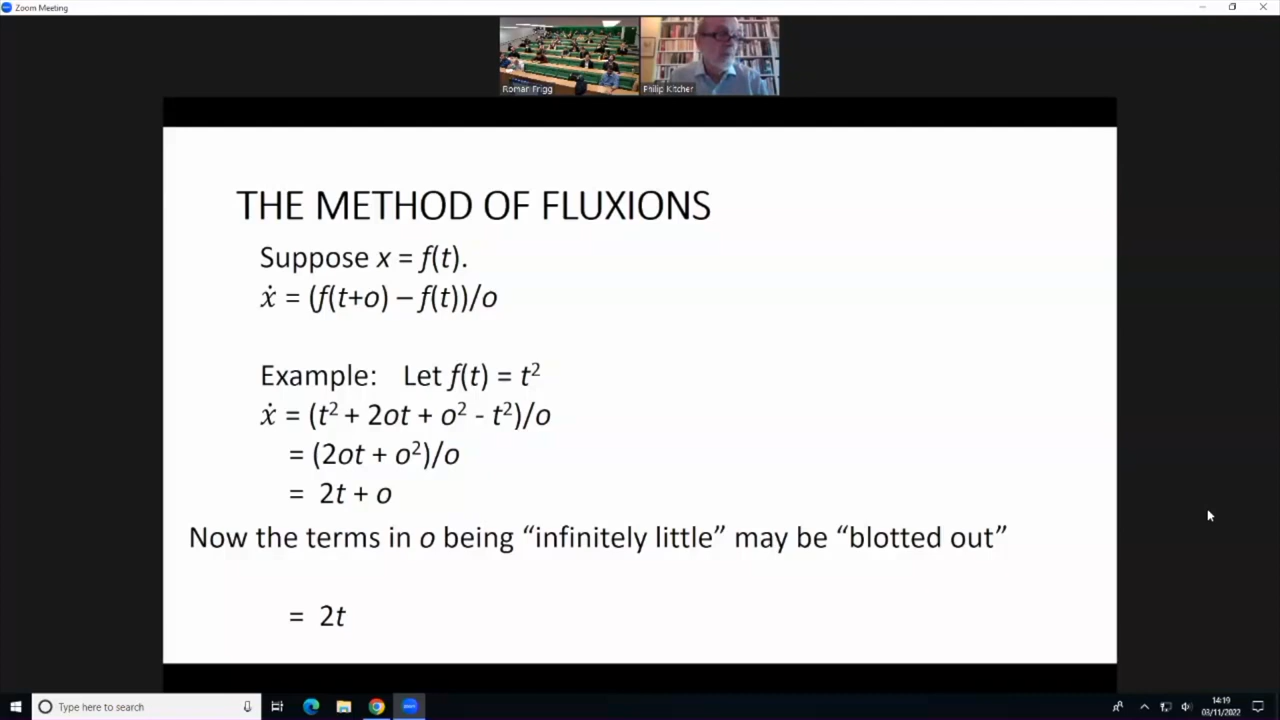 Zoom Meeting
Roman Frigg
Philip Kitcher
THE METHOD OF FLUXIONS
Suppose x = f(t).
ẋ = (f(t+o) – f(t))/o
Example: Let f(t) = t²
ẋ = (t² + 2ot + o² - t²)/o
= (2ot + o²)/o
= 2t + o
Now the terms in o being “infinitely little” may be “blotted out”
= 2t
Type here to search
14:19
03/11/2022